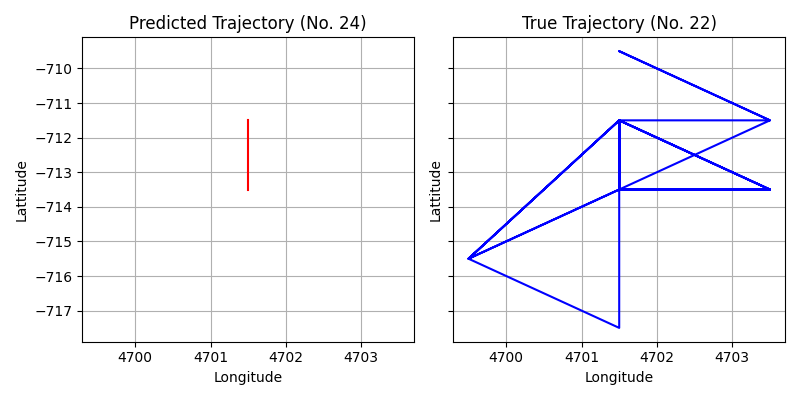 Predicted Trajectory (No. 24)
−710
−711
−712
−713
−714
−715
−716
−717
Lattitude
4700 4701 4702 4703
Longitude
True Trajectory (No. 22)
Lattitude
4700 4701 4702 4703
Longitude